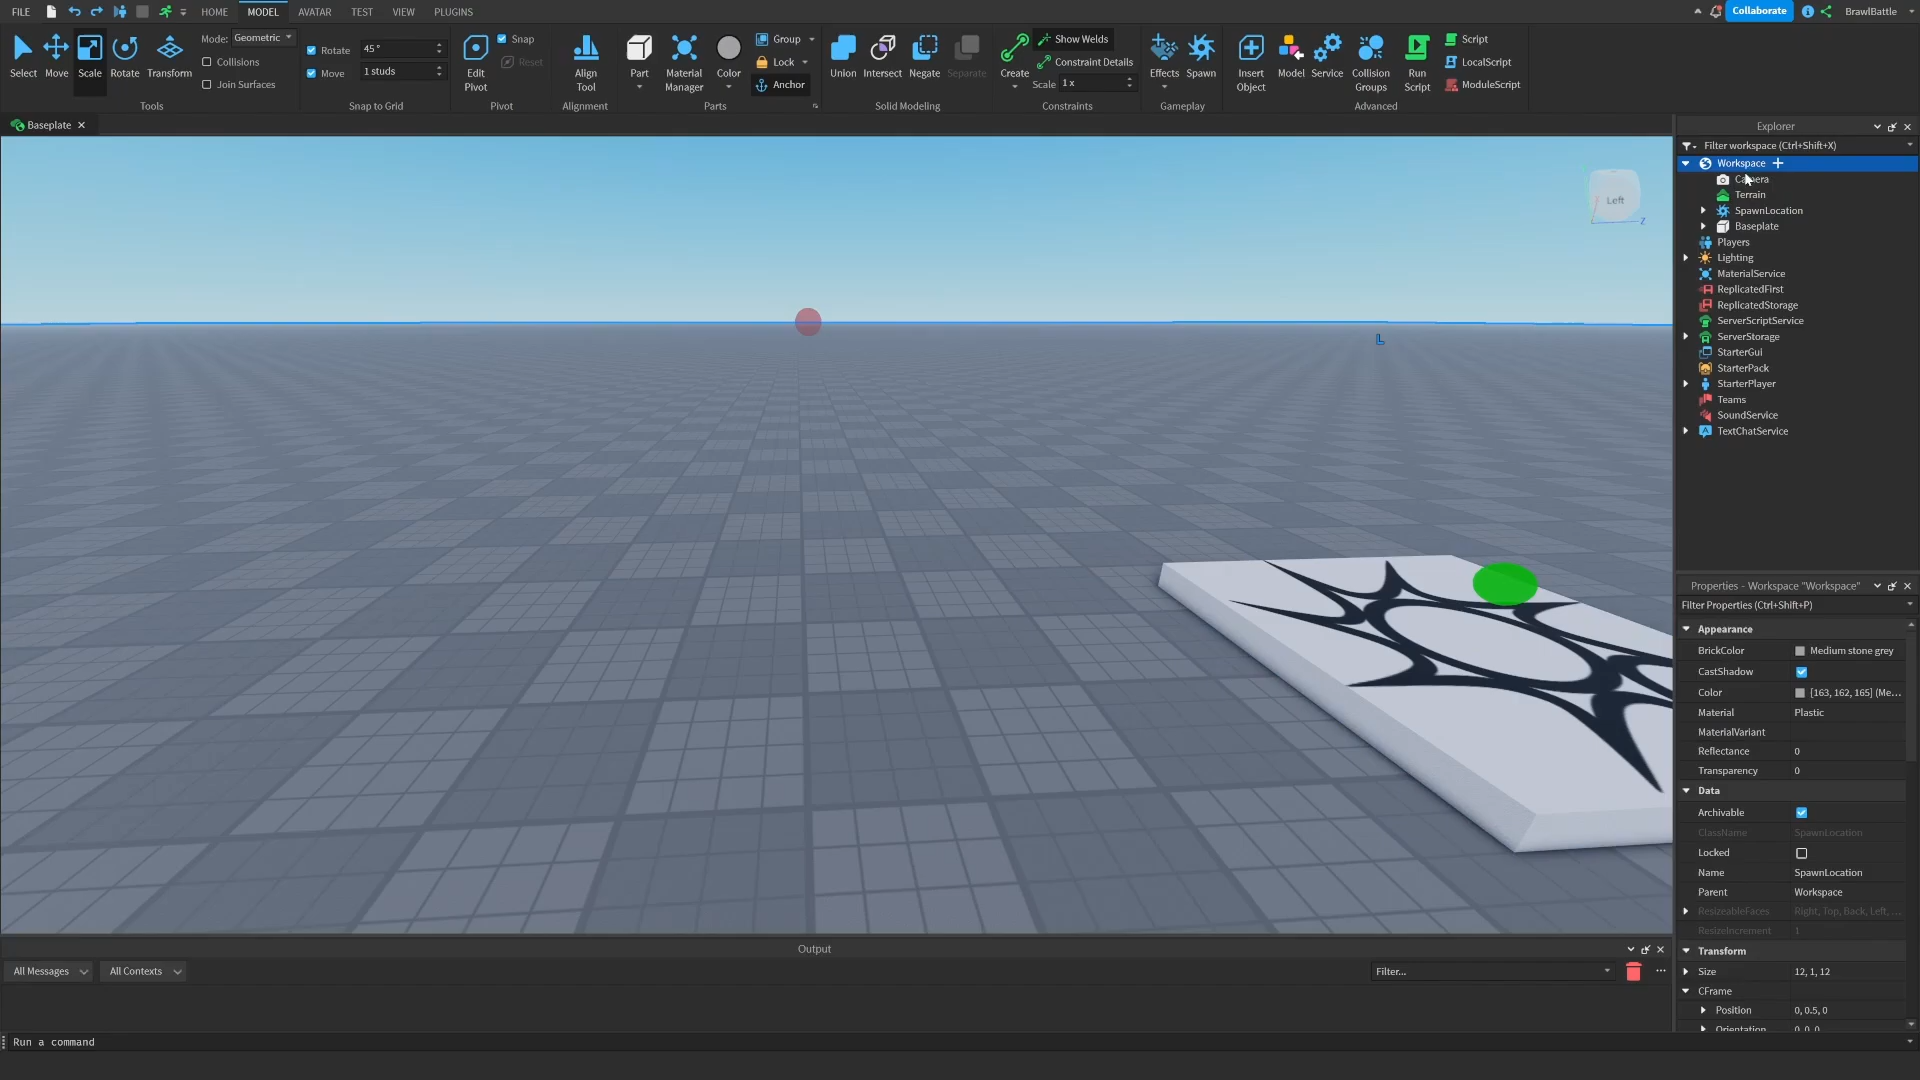 FILE
HOME
MODEL
AVATAR
TEST
VIEW
PLUGINS
Collaborate
BrawlBattle
Select
Move
Scale
Rotate
Transform
Mode: Geometric
Collisions
Join Surfaces
Tools
Rotate 45°
Move 1 studs
Snap to Grid
Edit
Pivot
Snap
Reset
Pivot
Align
Tool
Alignment
Part
Material
Manager
Color
Group
Lock
Anchor
Parts
Union
Intersect
Negate
Separate
Solid Modeling
Create
Show Welds
Constraint Details
Scale 1 x
Constraints
Effects
Spawn
Gameplay
Insert
Object
Model
Service
Collision
Groups
Run
Script
Script
LocalScript
ModuleScript
Advanced
Baseplate
Left
Z
L
Explorer
Filter workspace (Ctrl+Shift+X)
Workspace
Camera
Terrain
SpawnLocation
Baseplate
Players
Lighting
MaterialService
ReplicatedFirst
ReplicatedStorage
ServerScriptService
ServerStorage
StarterGui
StarterPack
StarterPlayer
Teams
SoundService
TextChatService
Properties - Workspace "Workspace"
Filter Properties (Ctrl+Shift+P)
Appearance
BrickColor Medium stone grey
CastShadow
Color [163, 162, 165] (Me...
Material Plastic
MaterialVariant
Reflectance 0
Transparency 0
Data
Archivable
ClassName SpawnLocation
Locked
Name SpawnLocation
Parent Workspace
ResizeableFaces Right, Top, Back, Left, ...
ResizeIncrement 1
Transform
Size 12, 1, 12
CFrame
Position 0, 0.5, 0
Orientation 0, 0, 0
Output
All Messages
All Contexts
Filter...
Run a command